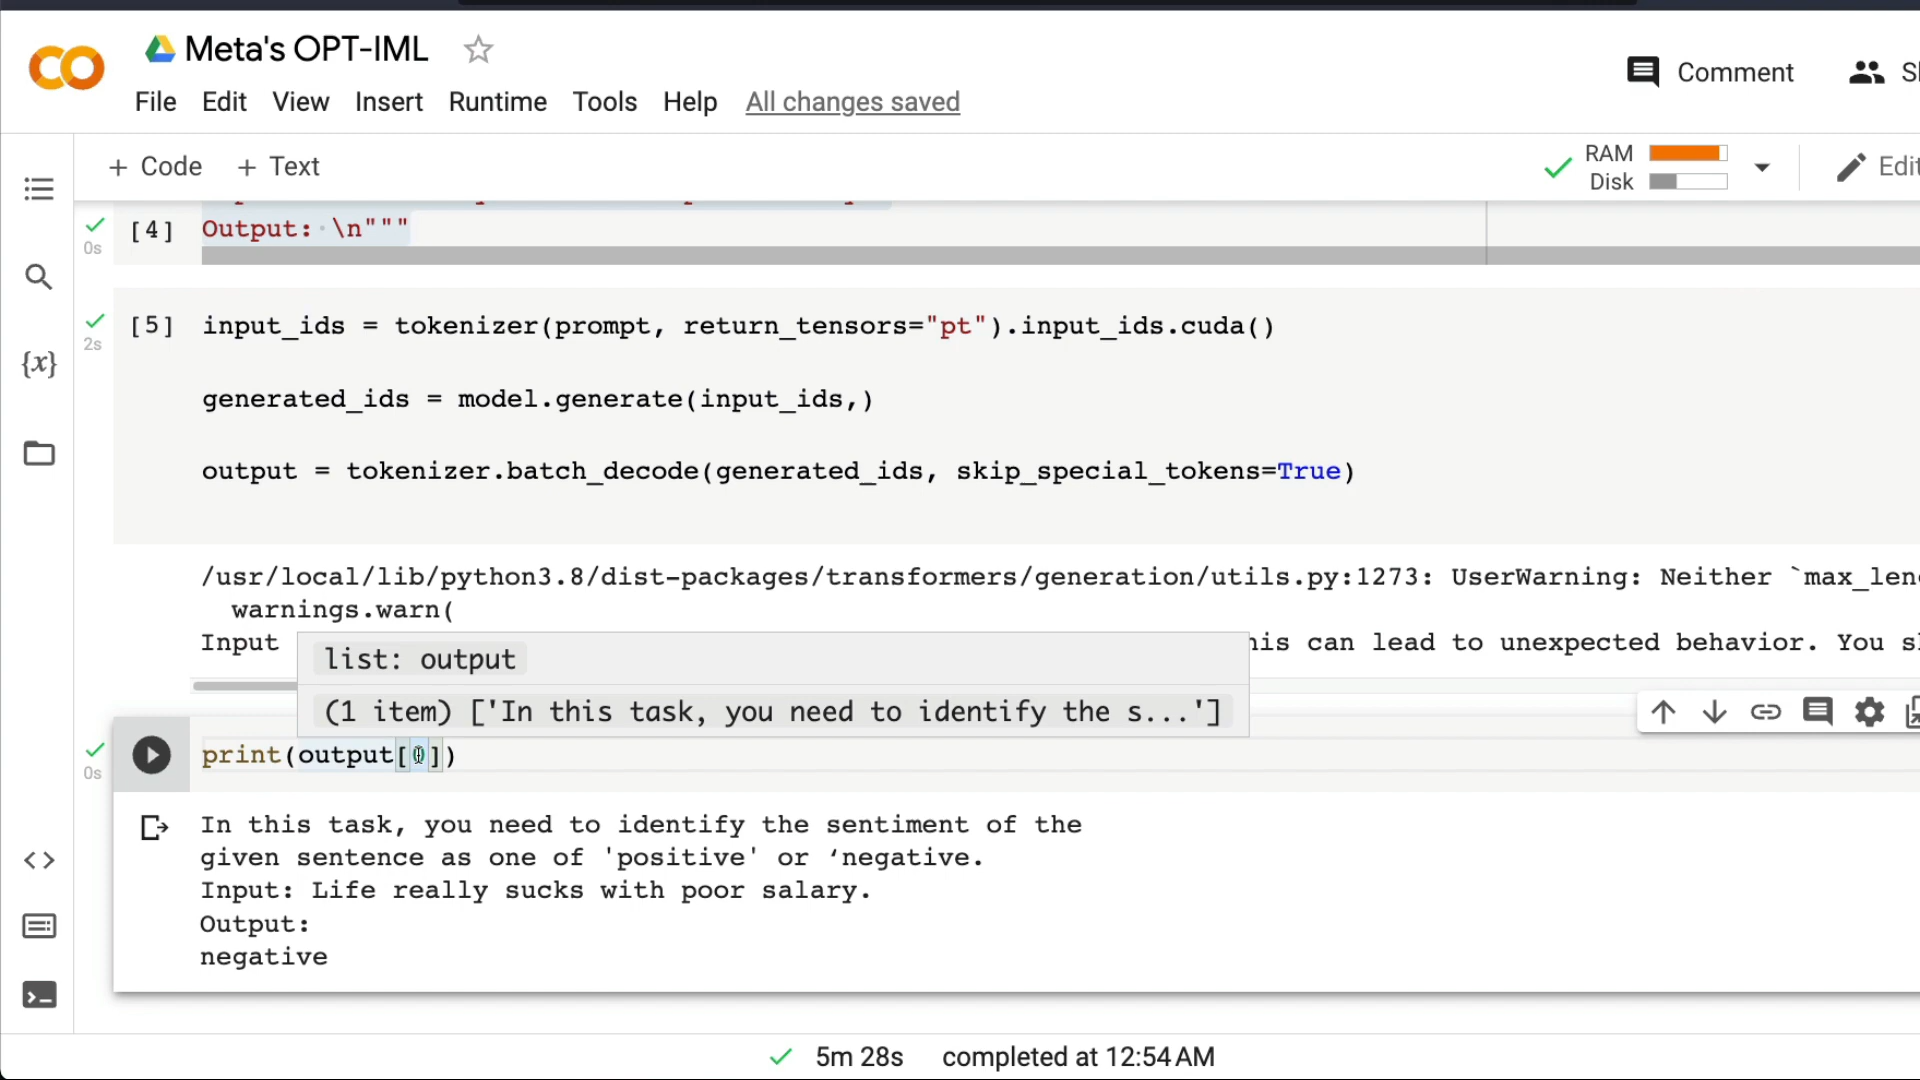 Meta's OPT-IML
Comment
File Edit View Insert Runtime Tools Help All changes saved
+ Code + Text
RAM
Disk
[4] Output: \n"""
0s
[5] input_ids = tokenizer(prompt, return_tensors="pt").input_ids.cuda()
2s
generated_ids = model.generate(input_ids,)
output = tokenizer.batch_decode(generated_ids, skip_special_tokens=True)
/usr/local/lib/python3.8/dist-packages/transformers/generation/utils.py:1273: UserWarning: Neither `max_len
warnings.warn(
Input his can lead to unexpected behavior. You s
list: output
(1 item) ['In this task, you need to identify the s...']
print(output[0])
0s
In this task, you need to identify the sentiment of the
given sentence as one of 'positive' or ‘negative.
Input: Life really sucks with poor salary.
Output:
negative
5m 28s completed at 12:54 AM